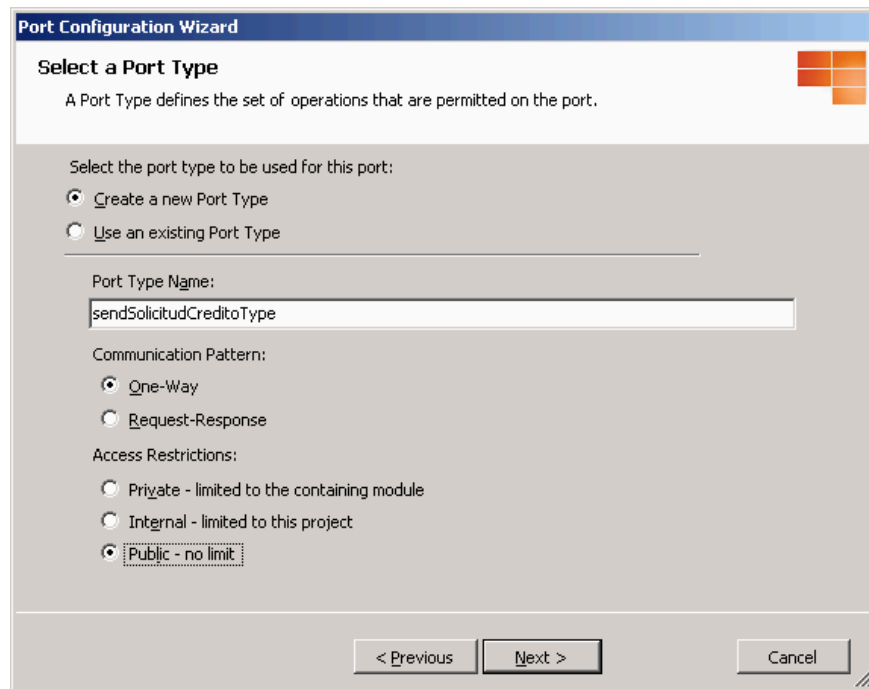 Port Configuration Wizard
Select a Port Type
A Port Type defines the set of operations that are permitted on the port.
Select the port type to be used for this port:
Create a new Port Type
Use an existing Port Type
Port Type Name:
sendSolicitudCreditoType
Communication Pattern:
One-Way
Request-Response
Access Restrictions:
Private - limited to the containing module
Internal - limited to this project
Public - no limit
< Previous Next > Cancel